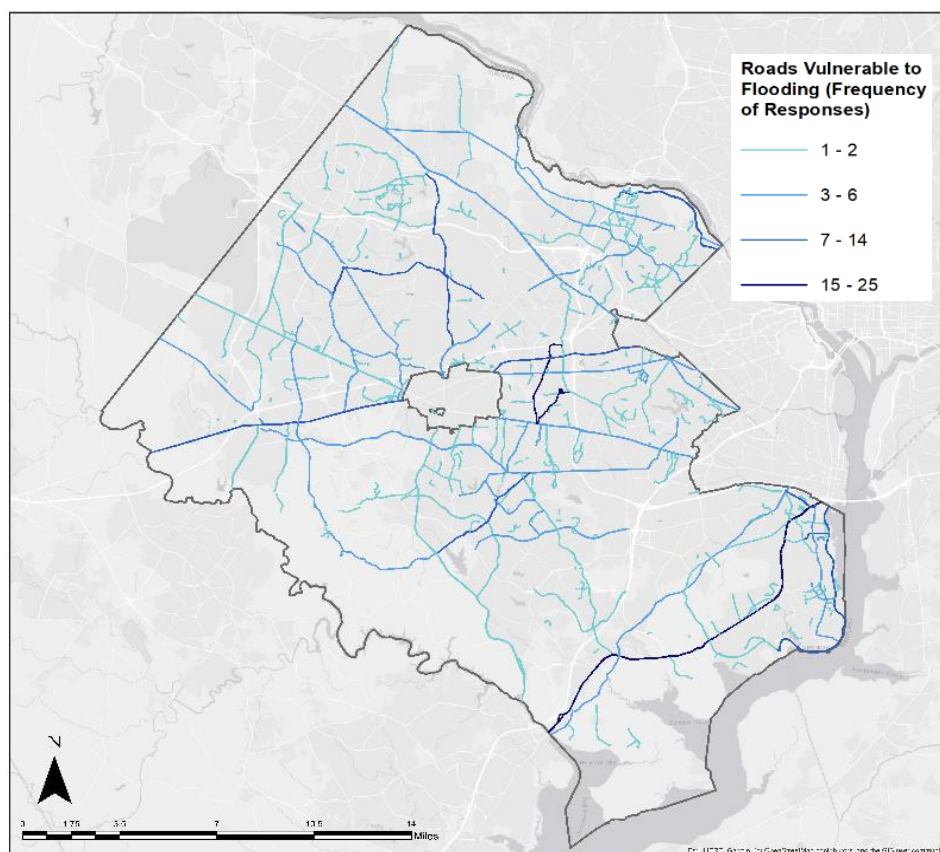 Roads Vulnerable to
Flooding (Frequency
of Responses)
1 - 2
3 - 6
7 - 14
15 - 25
N
0 1.75 3.5 7 10.5 14
Miles